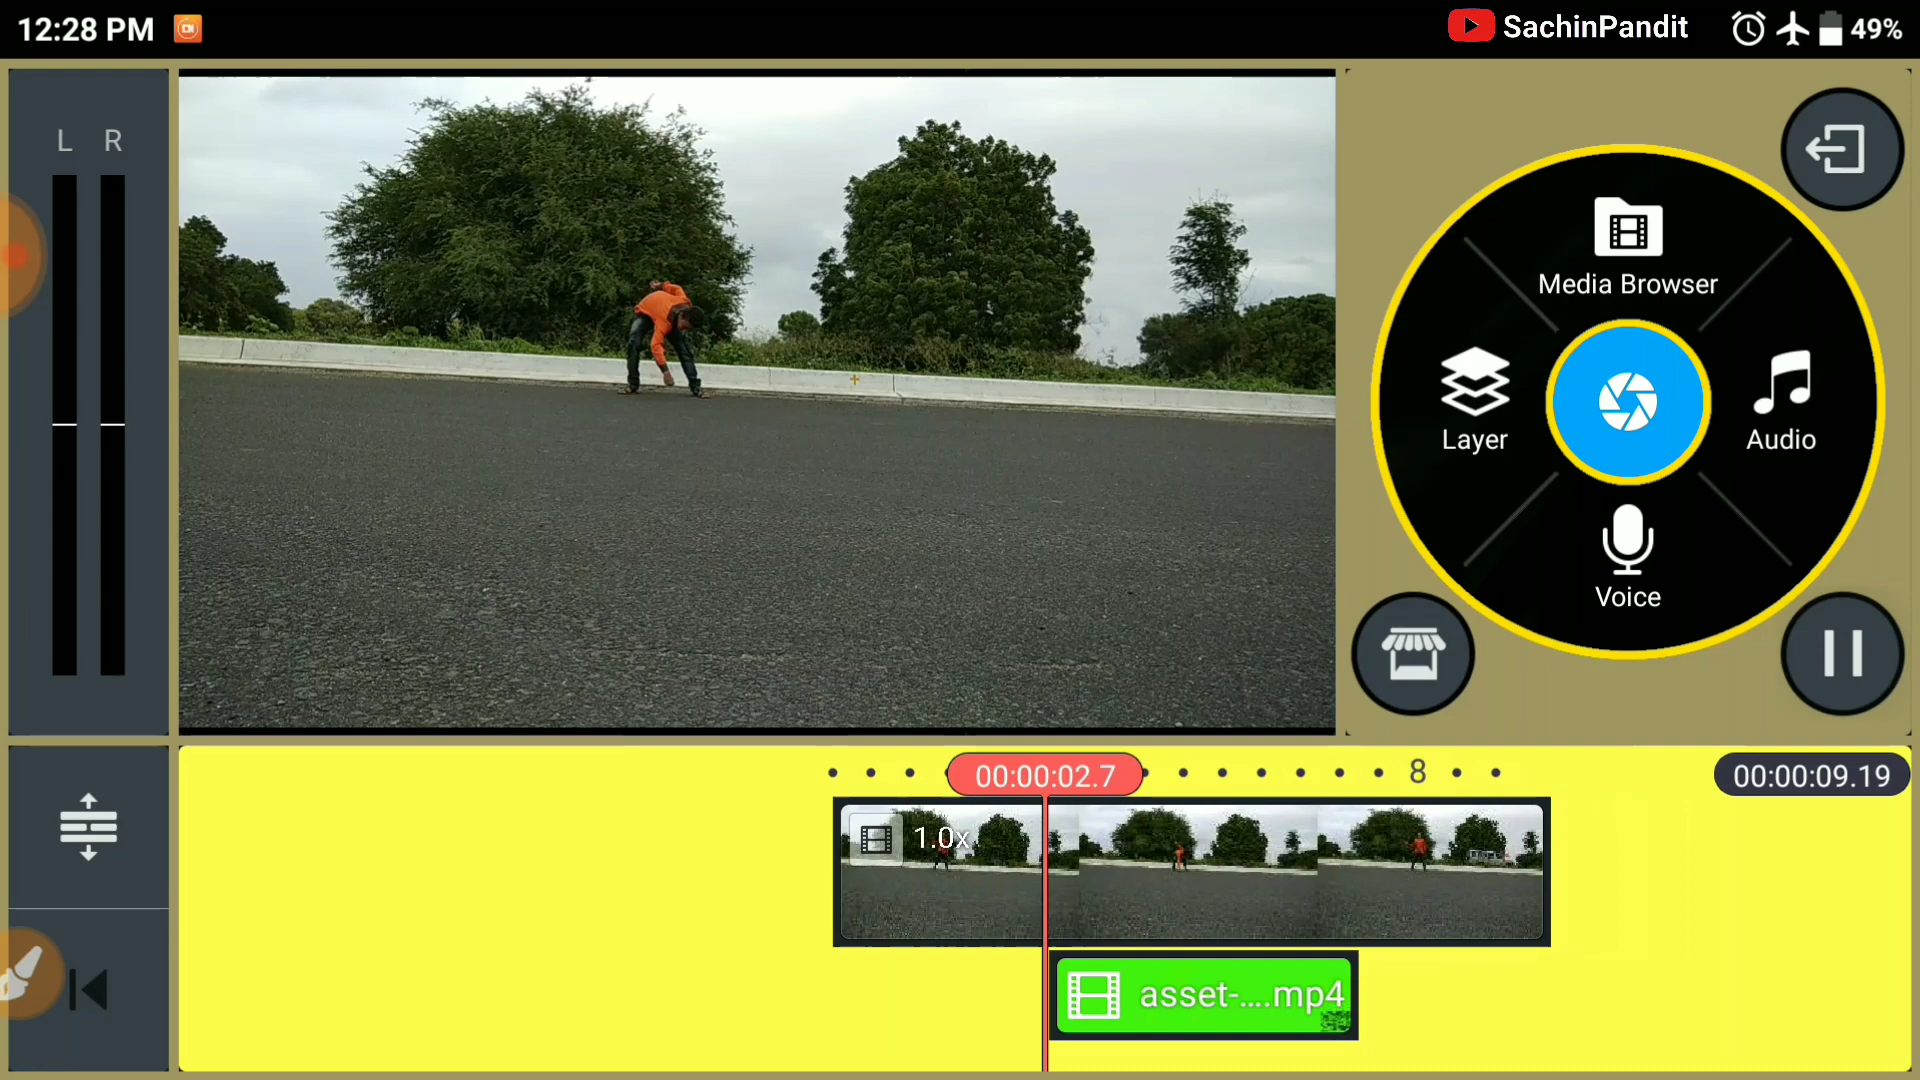 12:28 PM
SachinPandit
49%
L R
Media Browser
Layer
Audio
Voice
00:00:02.7
8
00:00:09.19
1.0x
asset-....mp4